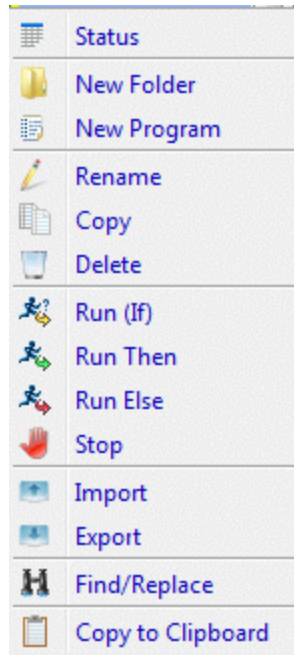 Status
New Folder
New Program
Rename
Copy
Delete
Run (If)
Run Then
Run Else
Stop
Import
Export
Find/Replace
Copy to Clipboard